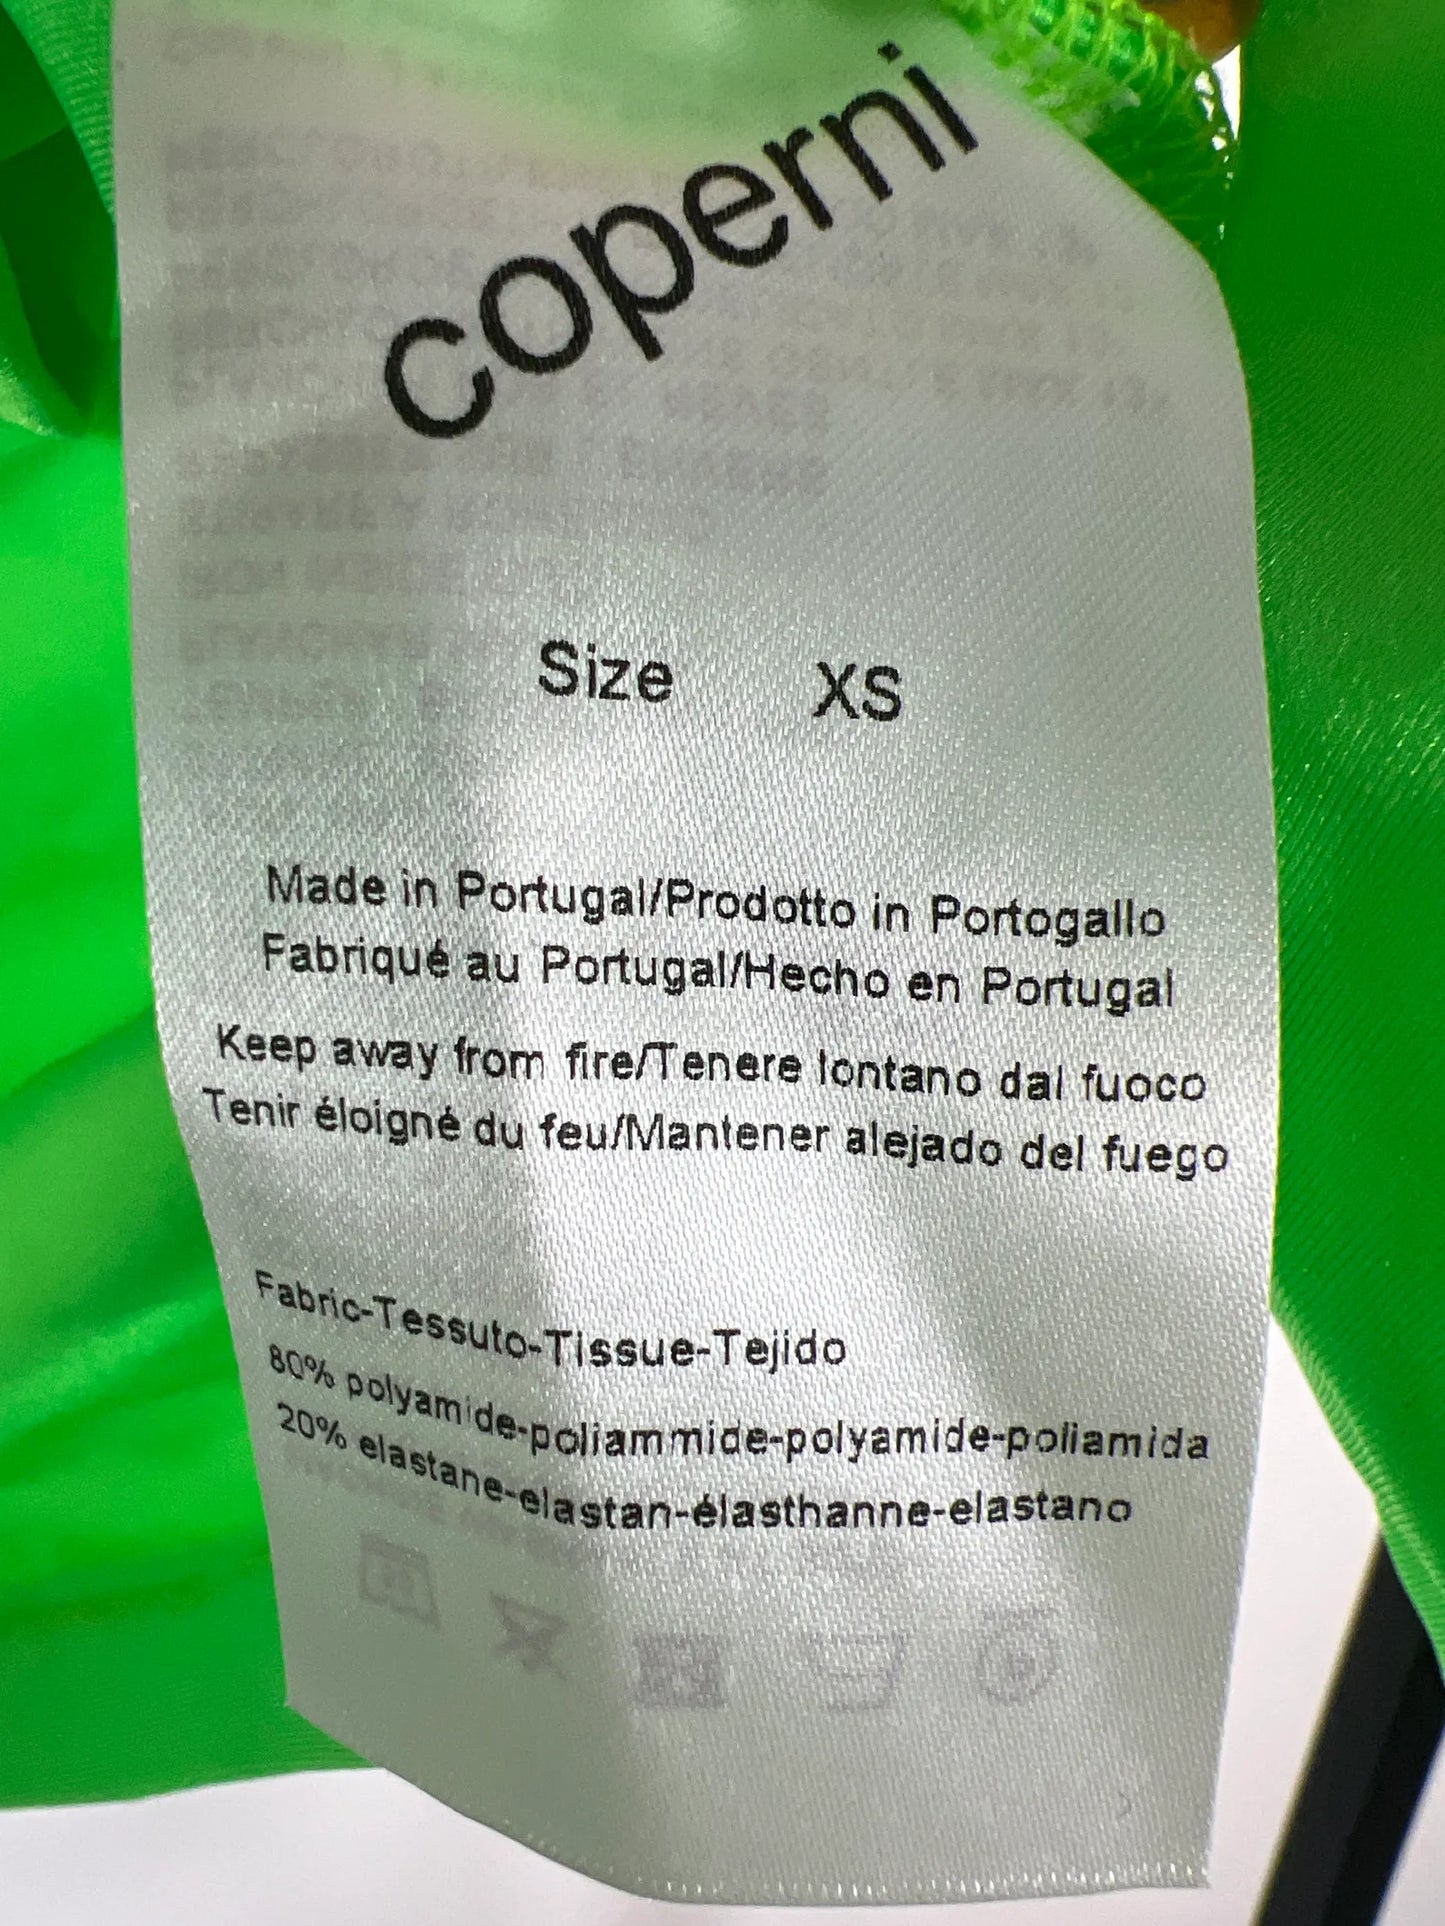 coperni
Size XS
Made in Portugal/Prodotto in Portogallo
Fabriqué au Portugal/Hecho en Portugal
Keep away from fire/Tenere lontano dal fuoco
Tenir éloigné du feu/Mantener alejado del fuego
Fabric-Tessuto-Tissue-Tejido
80% polyamide-poliammide-polyamide-poliamida
20% elastane-elastan-élasthanne-elastano